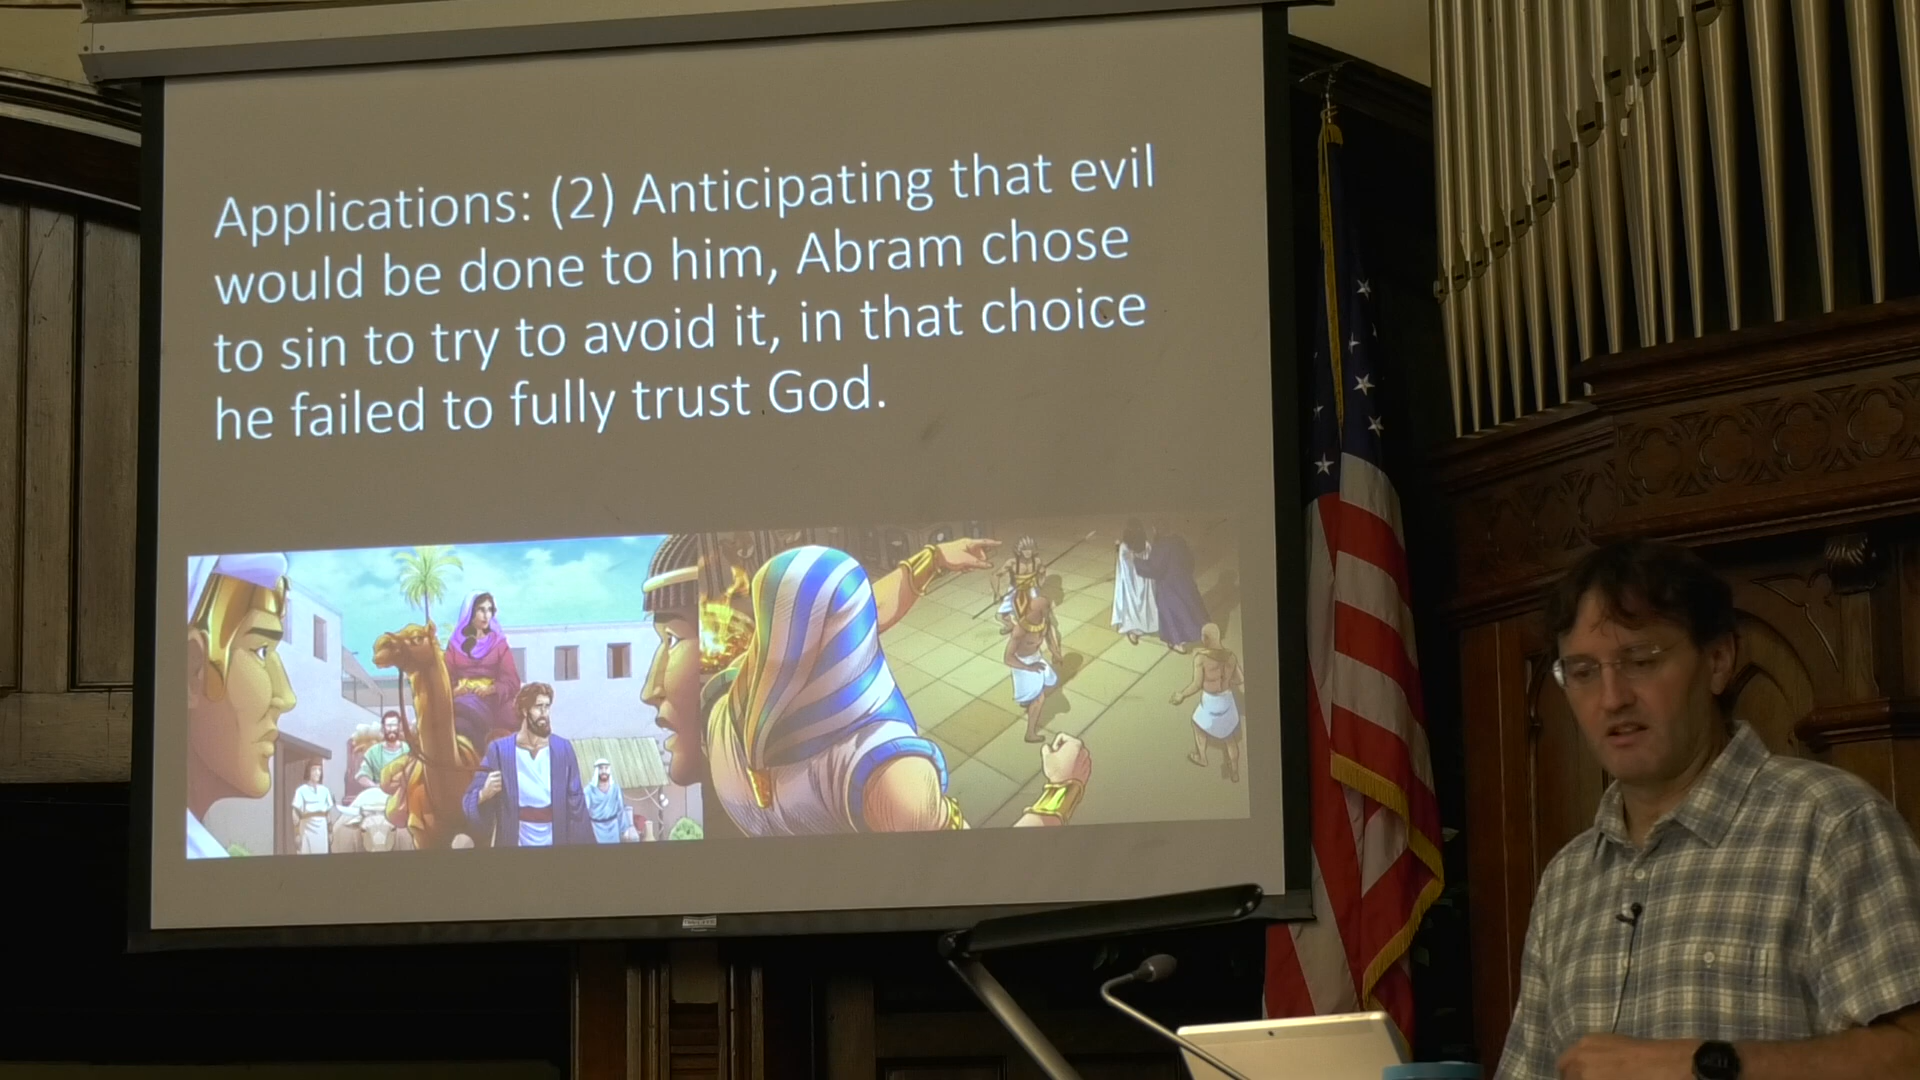 Applications: (2) Anticipating that evil
would be done to him, Abram chose
to sin to try to avoid it, in that choice
he failed to fully trust God.